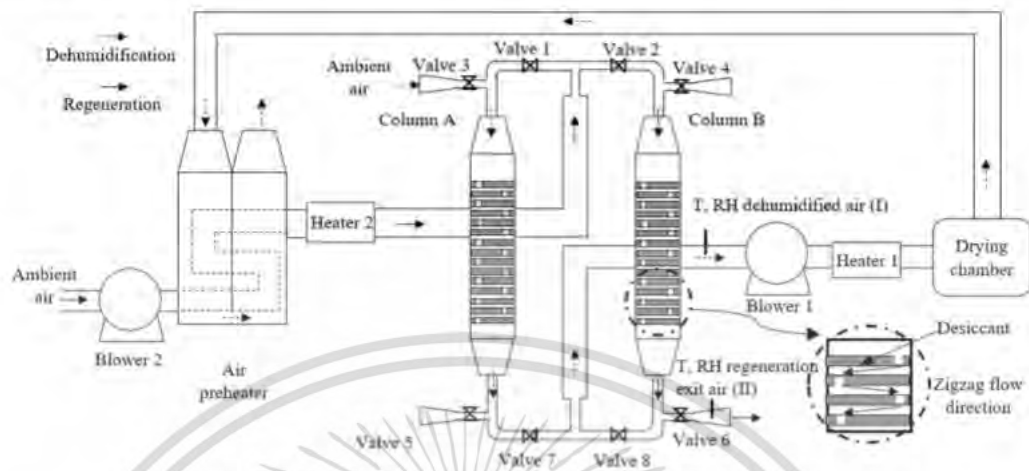 Dehumidification
Regeneration
Ambient
air
Valve 3
Valve 1
Valve 2
Valve 4
Column A
Column B
Heater 2
T, RH dehumidified air (I)
Blower 1
Heater 1
Drying
chamber
Ambient
air
Blower 2
Air
preheater
Desiccant
Zigzag flow
direction
T, RH regeneration
exit air (II)
Valve 5
Valve 7
Valve 8
Valve 6